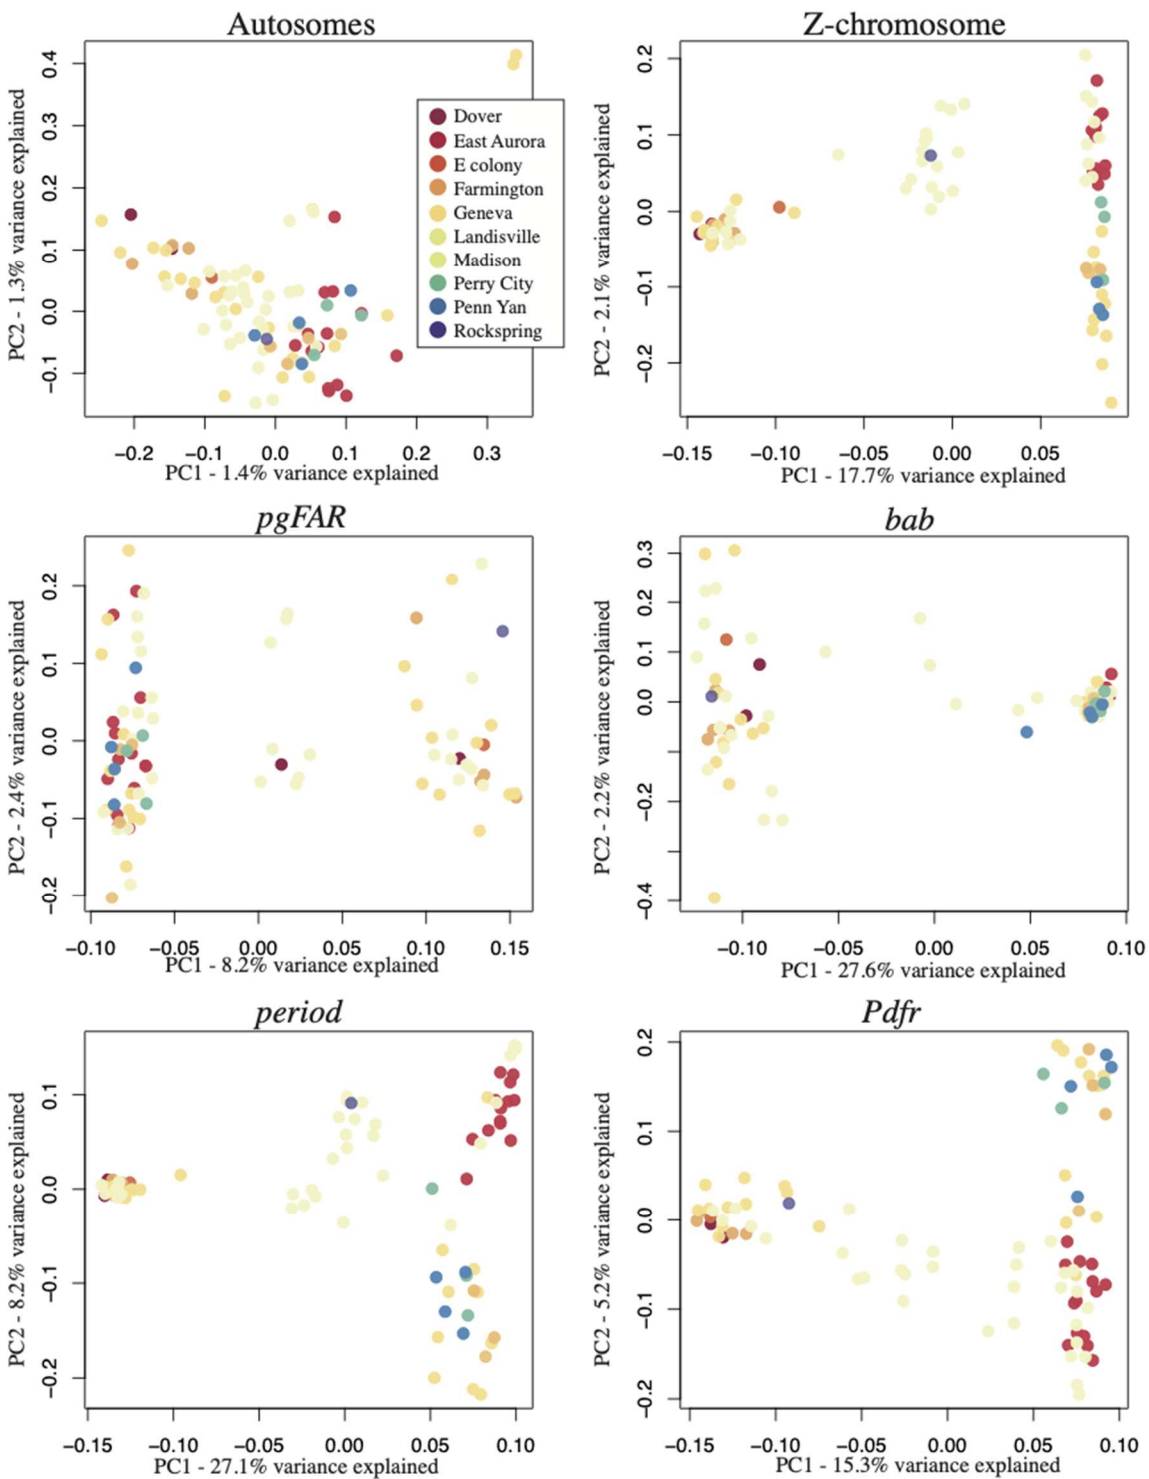 Autosomes
PC2 - 1.3% variance explained
0.4
0.3
0.2
0.1
0.0
−0.1
Dover
East Aurora
E colony
Farmington
Geneva
Landisville
Madison
Perry City
Penn Yan
Rockspring
−0.2 −0.1 0.0 0.1 0.2 0.3
PC1 - 1.4% variance explained
Z-chromosome
PC2 - 2.1% variance explained
0.2
0.1
0.0
−0.1
−0.2
−0.15 −0.10 −0.05 0.00 0.05
PC1 - 17.7% variance explained
pgFAR
PC2 - 2.4% variance explained
0.2
0.1
0.0
−0.1
−0.2
−0.10 −0.05 0.00 0.05 0.10 0.15
PC1 - 8.2% variance explained
bab
PC2 - 2.2% variance explained
0.3
0.2
0.1
0.0
−0.2
−0.4
−0.10 −0.05 0.00 0.05 0.10
PC1 - 27.6% variance explained
period
PC2 - 8.2% variance explained
0.1
0.0
−0.1
−0.2
−0.15 −0.10 −0.05 0.00 0.05 0.10
PC1 - 27.1% variance explained
Pdfr
PC2 - 5.2% variance explained
0.2
0.1
0.0
−0.1
−0.2
−0.15 −0.10 −0.05 0.00 0.05 0.10
PC1 - 15.3% variance explained